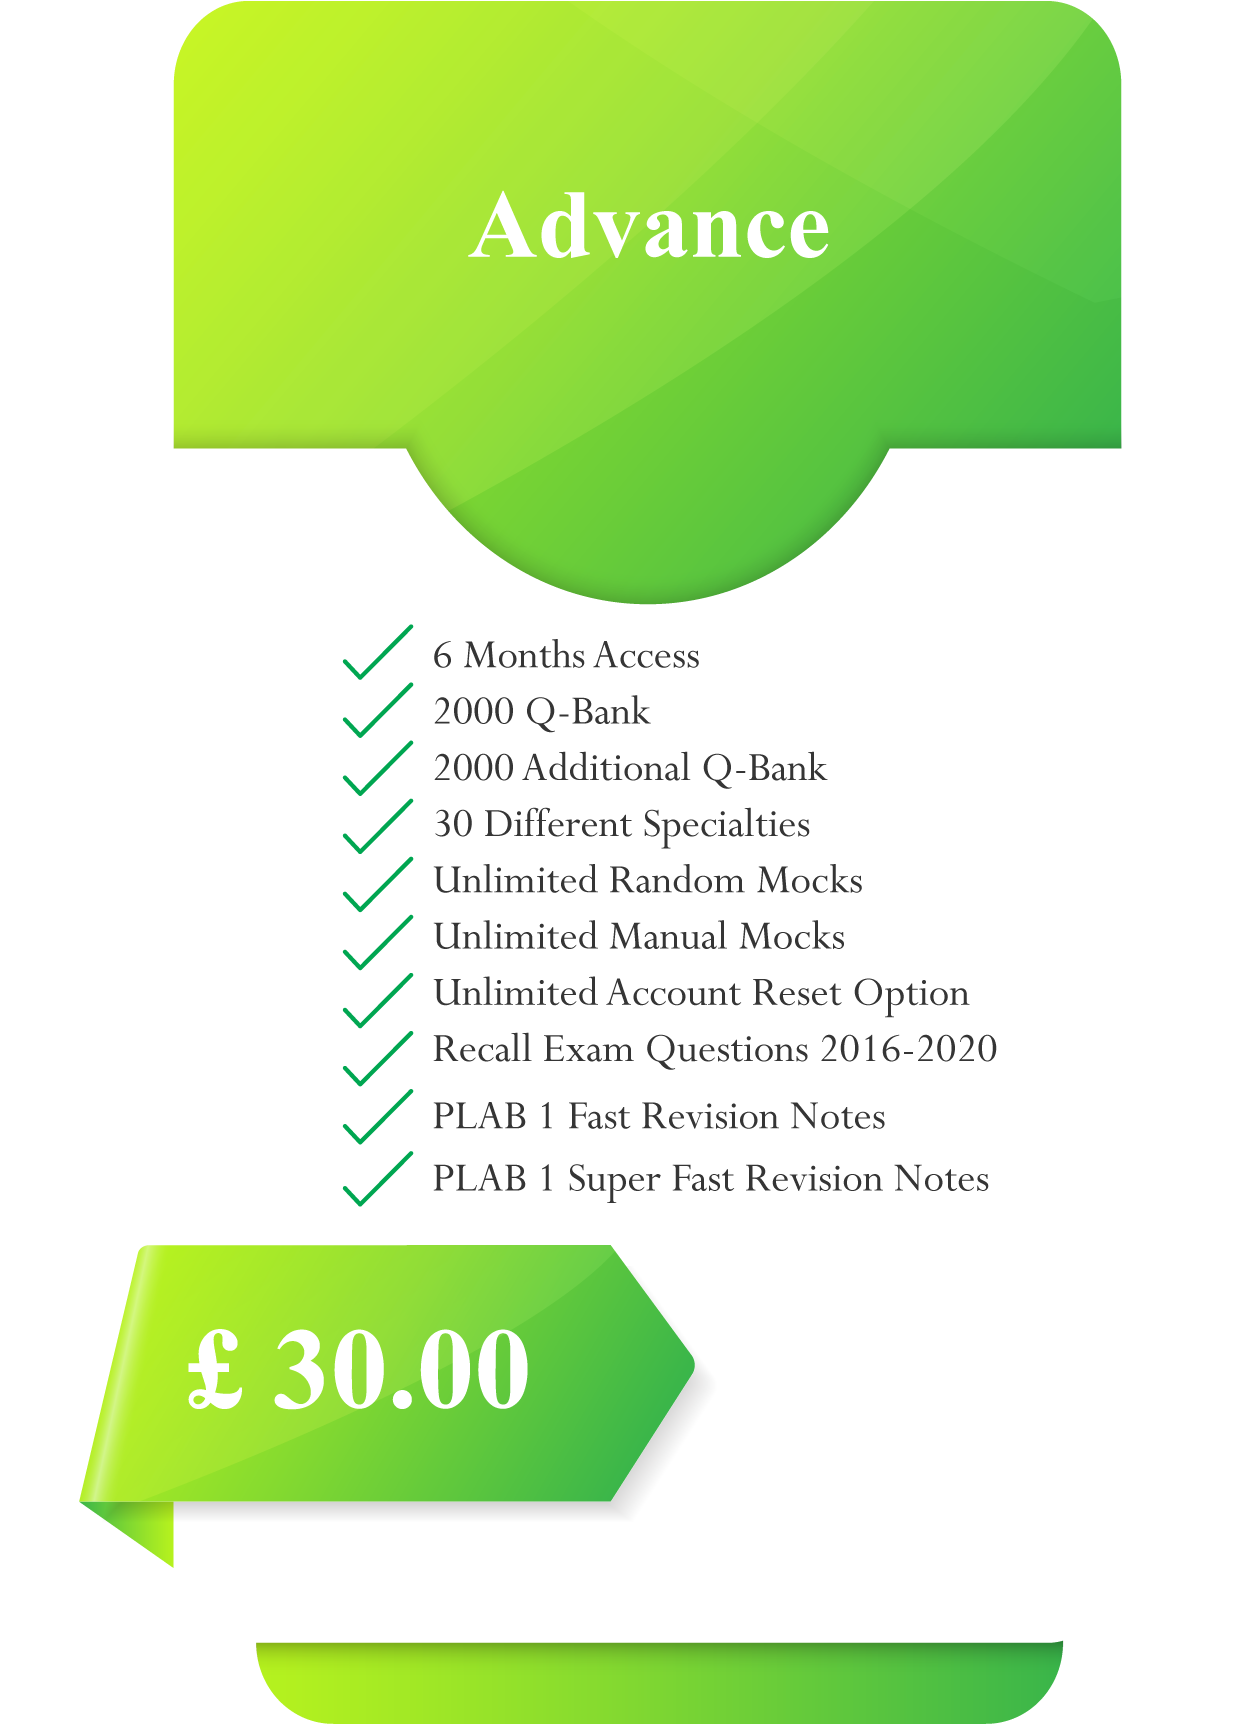 Advance
6 Months Access
2000 Q-Bank
2000 Additional Q-Bank
30 Different Specialties
Unlimited Random Mocks
Unlimited Manual Mocks
Unlimited Account Reset Option
Recall Exam Questions 2016-2020
PLAB 1 Fast Revision Notes
PLAB 1 Super Fast Revision Notes
£ 30.00